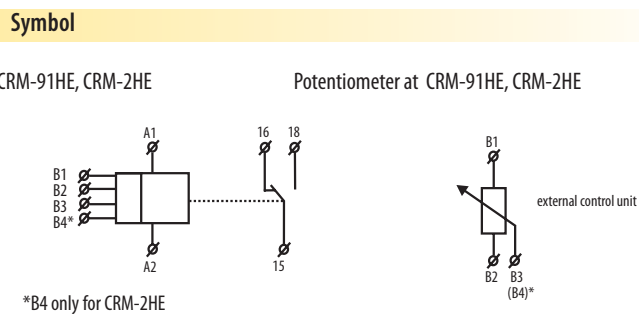 Symbol
CRM-91HE, CRM-2HE
Potentiometer at CRM-91HE, CRM-2HE
A1
16 18
B1
B2
B3
B4*
A2
15
*B4 only for CRM-2HE
B1
external control unit
B2 B3
(B4)*